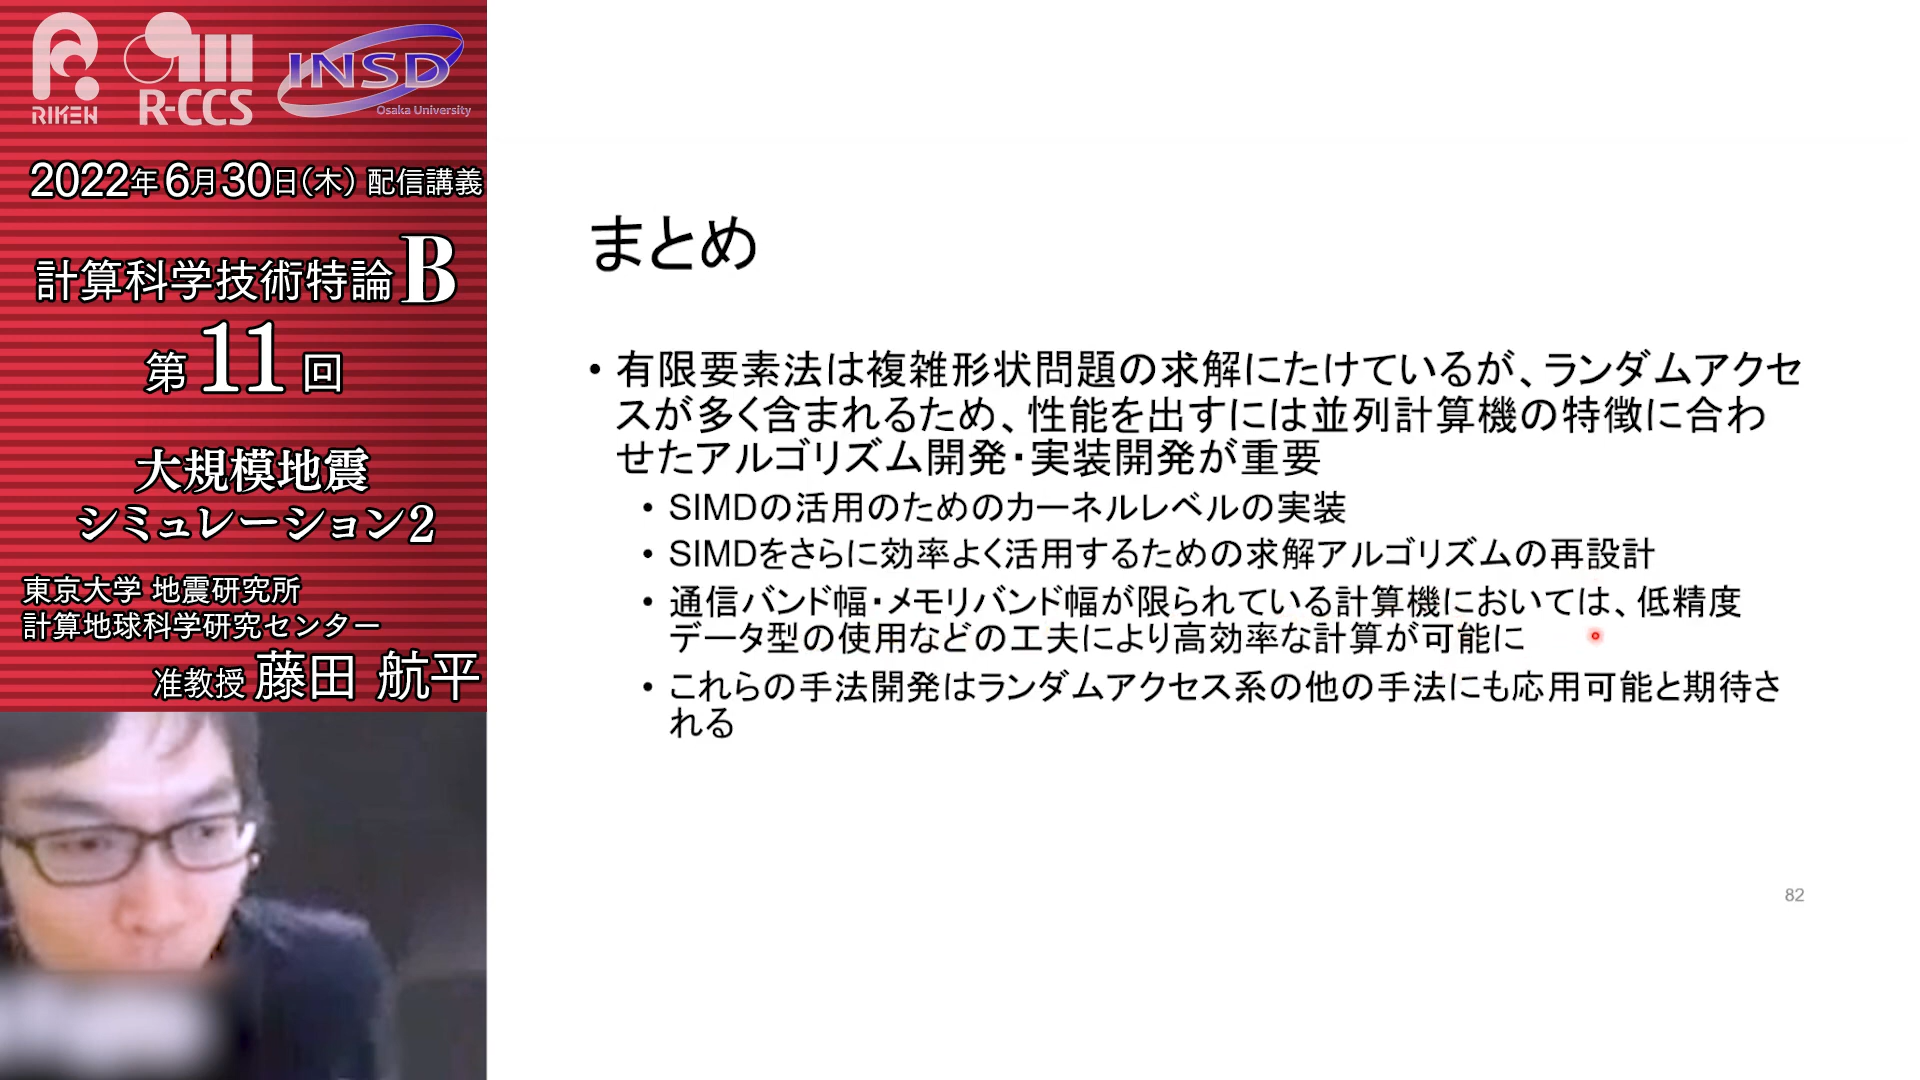 RIKEN
R-CCS
INSD
Osaka University
2022年6月30日(木) 配信講義
計算科学技術特論B
第11回
大規模地震
シミュレーション2
東京大学 地震研究所
計算地球科学研究センター
准教授 藤田 航平
まとめ
• 有限要素法は複雑形状問題の求解にたけているが、ランダムアクセ
スが多く含まれるため、性能を出すには並列計算機の特徴に合わ
せたアルゴリズム開発・実装開発が重要
• SIMDの活用のためのカーネルレベルの実装
• SIMDをさらに効率よく活用するための求解アルゴリズムの再設計
• 通信バンド幅・メモリバンド幅が限られている計算機においては、低精度
データ型の使用などの工夫により高効率な計算が可能に
• これらの手法開発はランダムアクセス系の他の手法にも応用可能と期待さ
れる
82